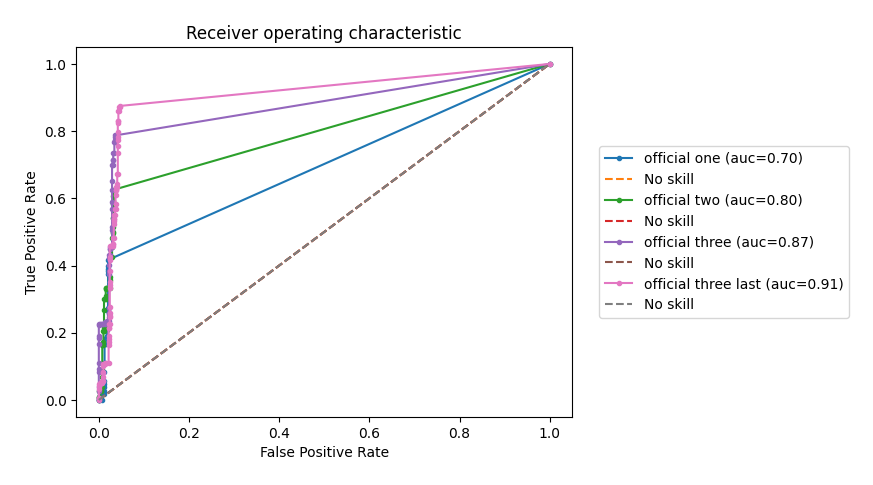 Receiver operating characteristic
1.0
0.8
0.6
0.4
0.2
0.0
True Positive Rate
0.0 0.2 0.4 0.6 0.8 1.0
False Positive Rate
official one (auc=0.70)
No skill
official two (auc=0.80)
No skill
official three (auc=0.87)
No skill
official three last (auc=0.91)
No skill